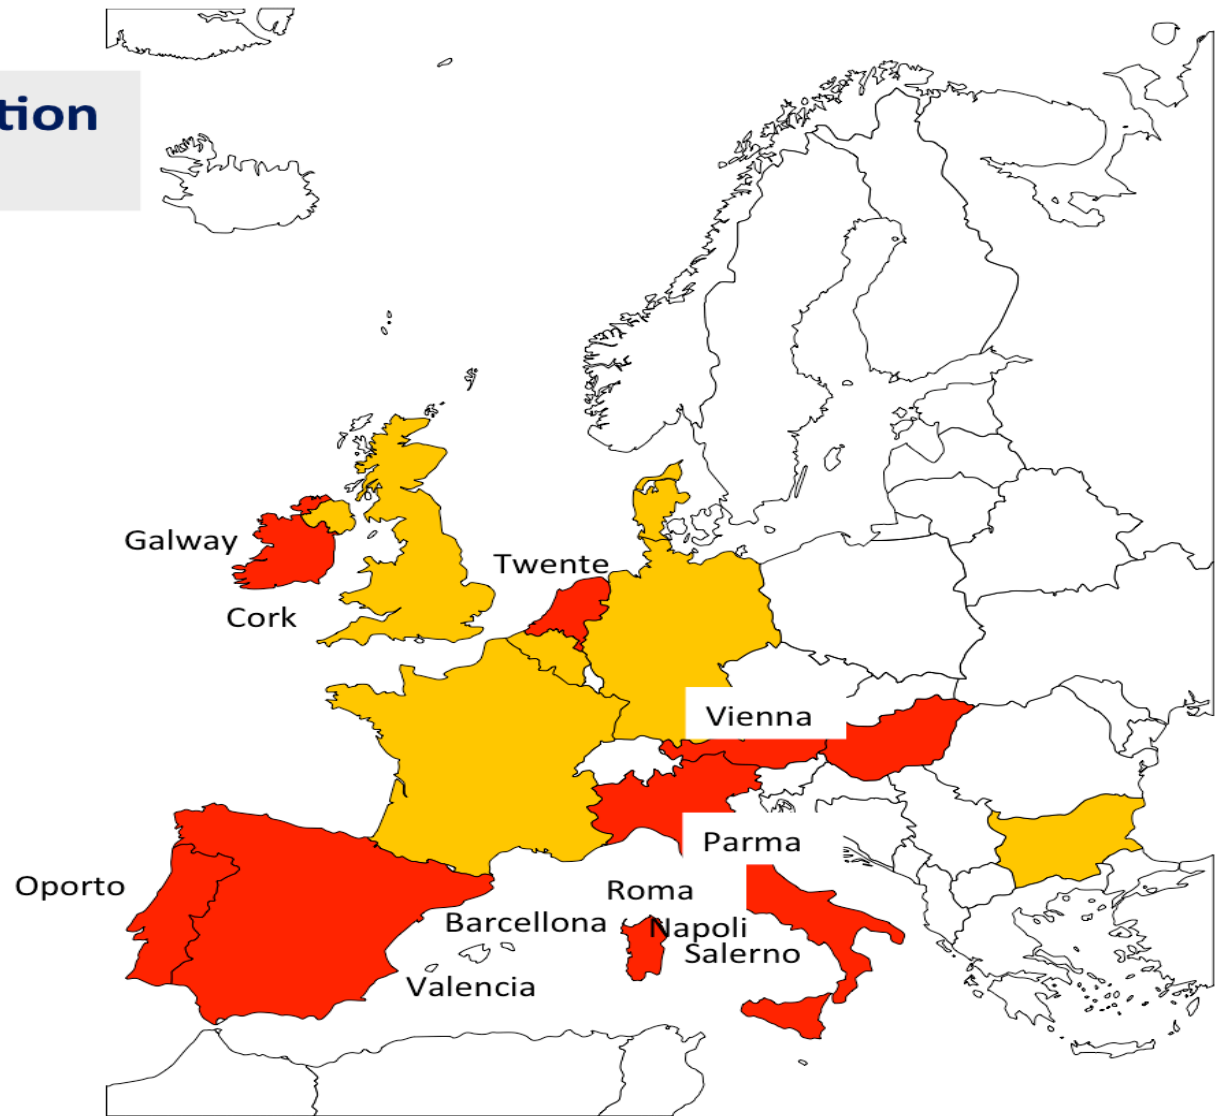 tion
Galway
Twente
Cork
Vienna
Parma
Oporto
Roma
Barcellona
Napoli
Salerno
Valencia